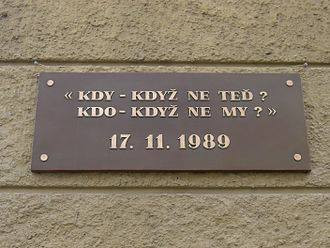 « KDY - KDYŽ NE TEĎ ?
KDO - KDYŽ NE MY ? »
17. 11. 1989